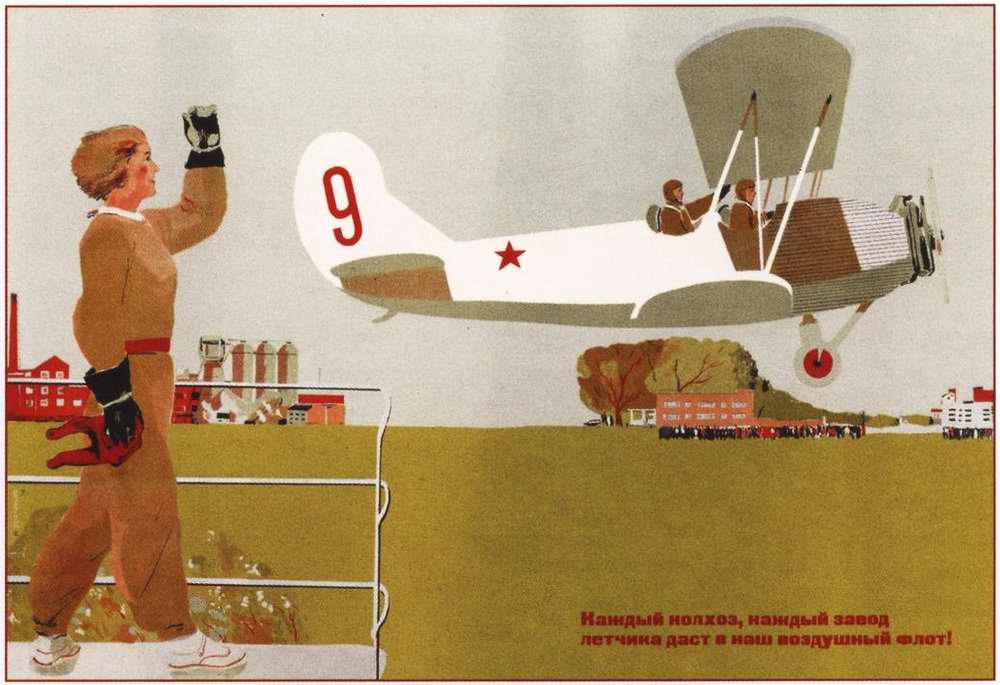 9
Каждый колхоз, каждый завод
летчика даст в наш воздушный флот!